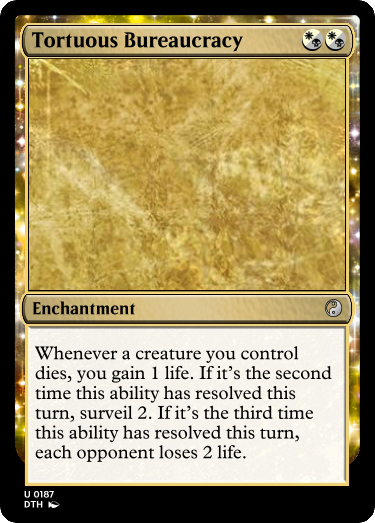 Tortuous Bureaucracy
Enchantment
Whenever a creature you control
dies, you gain 1 life. If it's the second
time this ability has resolved this
turn, surveil 2. If it's the third time
this ability has resolved this turn,
each opponent loses 2 life.
U 0187
DTH